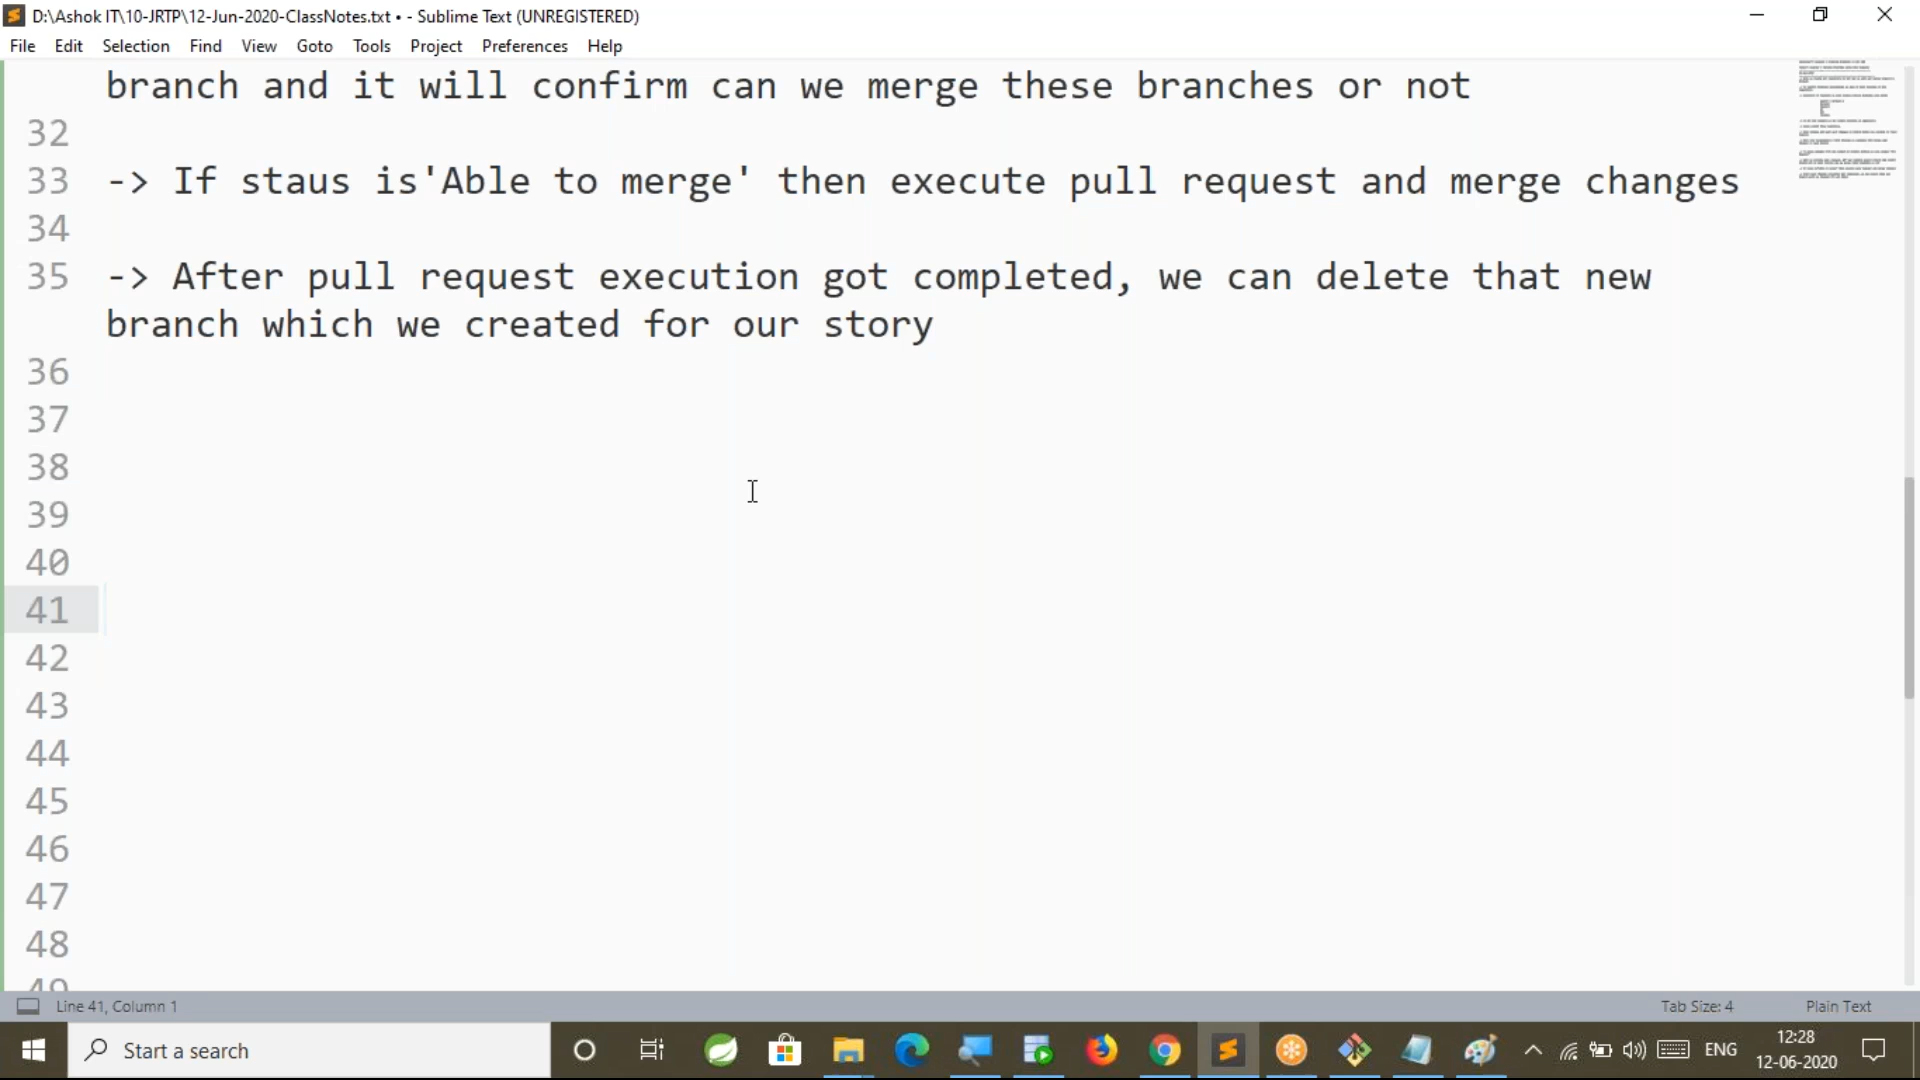 D:\Ashok IT\10-JRTP\12-Jun-2020-ClassNotes.txt • - Sublime Text (UNREGISTERED)
File Edit Selection Find View Goto Tools Project Preferences Help
branch and it will confirm can we merge these branches or not
32
33 -> If staus is'Able to merge' then execute pull request and merge changes
34
35 -> After pull request execution got completed, we can delete that new
branch which we created for our story
36
37
38
39
40
41
42
43
44
45
46
47
48
49
Line 41, Column 1 Tab Size: 4 Plain Text
Start a search ENG 12:28
12-06-2020